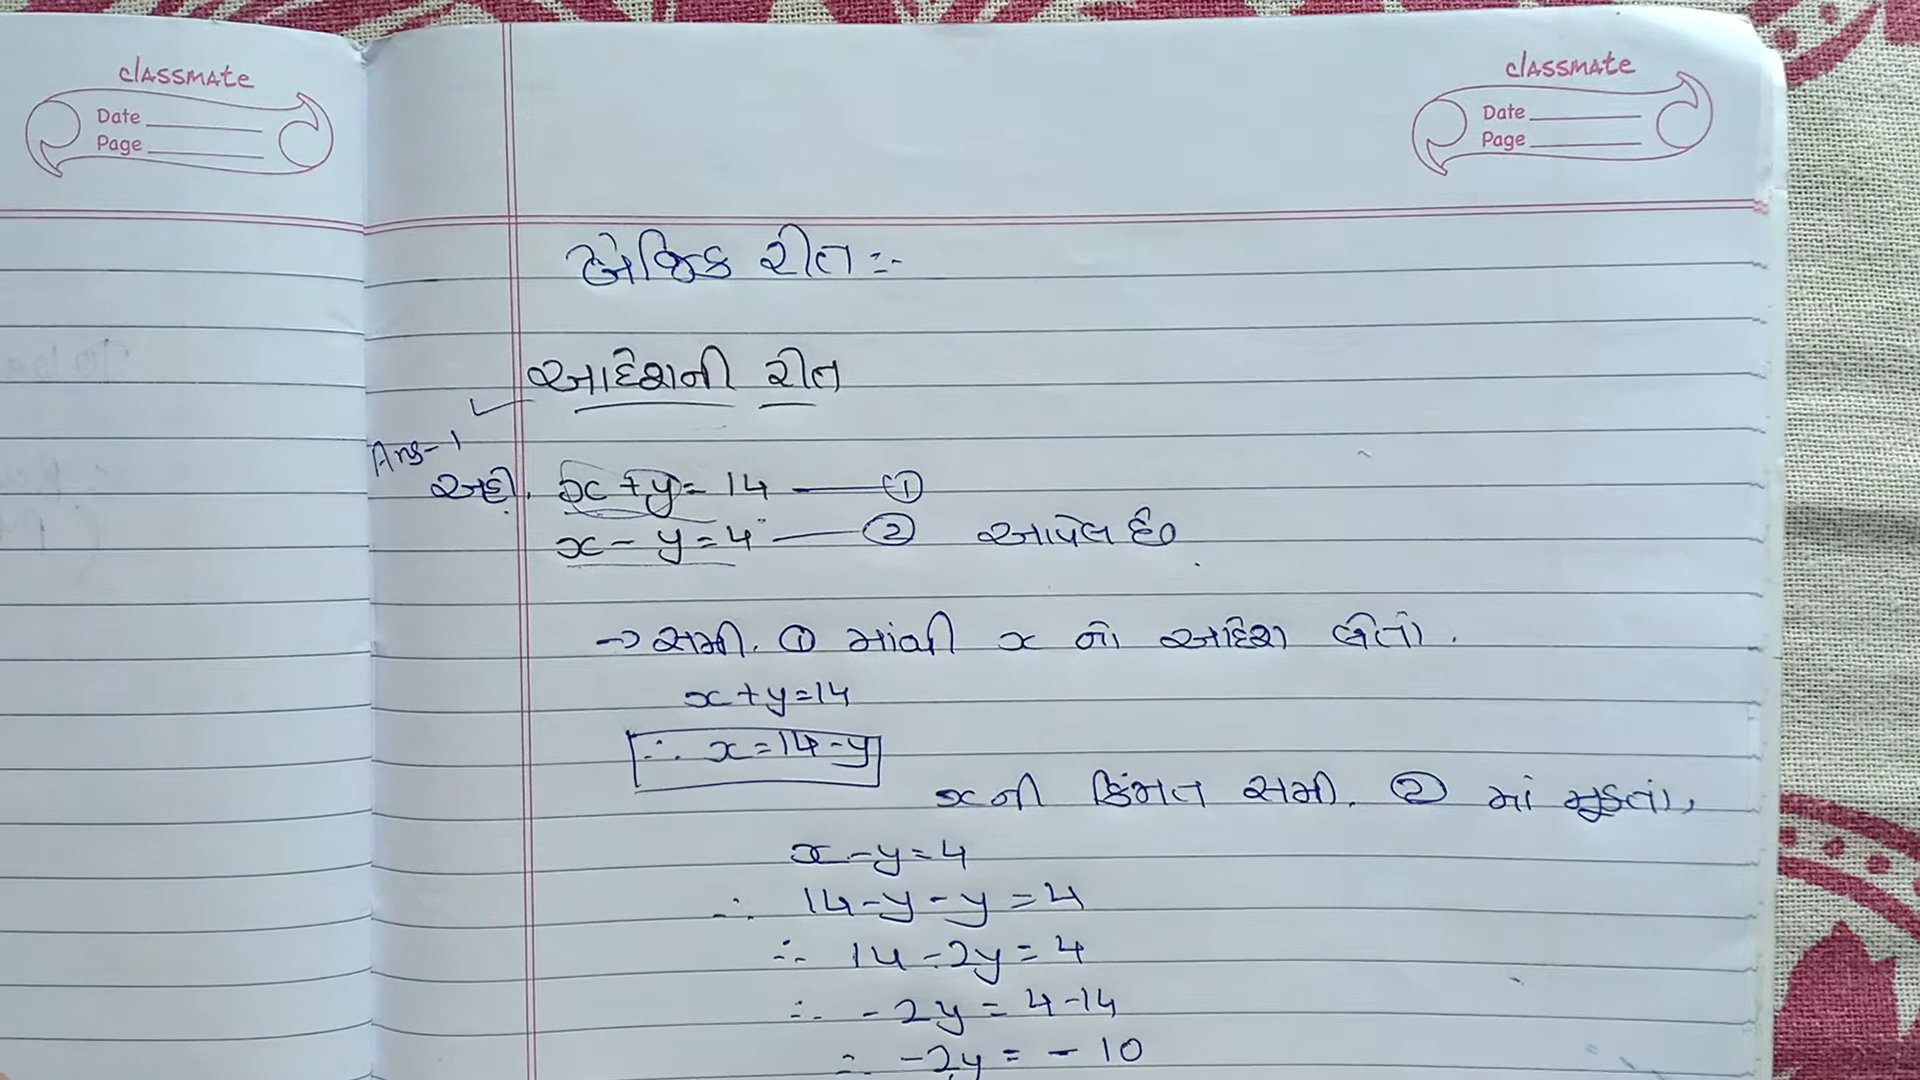 classmate
Date
Page
classmate
Date
Page
બૈજિક રીત :-
આદેશની રીત
Ans-1
અહીં, x + y = 14 —— ①
x - y = 4 —— ② આપેલ છે
→ સમી. ① માંથી x નો આદેશ લેતાં.
x + y = 14
∴ x = 14 - y
x ની કિંમત સમી. ② માં મુકતાં,
x - y = 4
∴ 14 - y - y = 4
∴ 14 - 2y = 4
∴ - 2y = 4 - 14
∴ - 2y = - 10